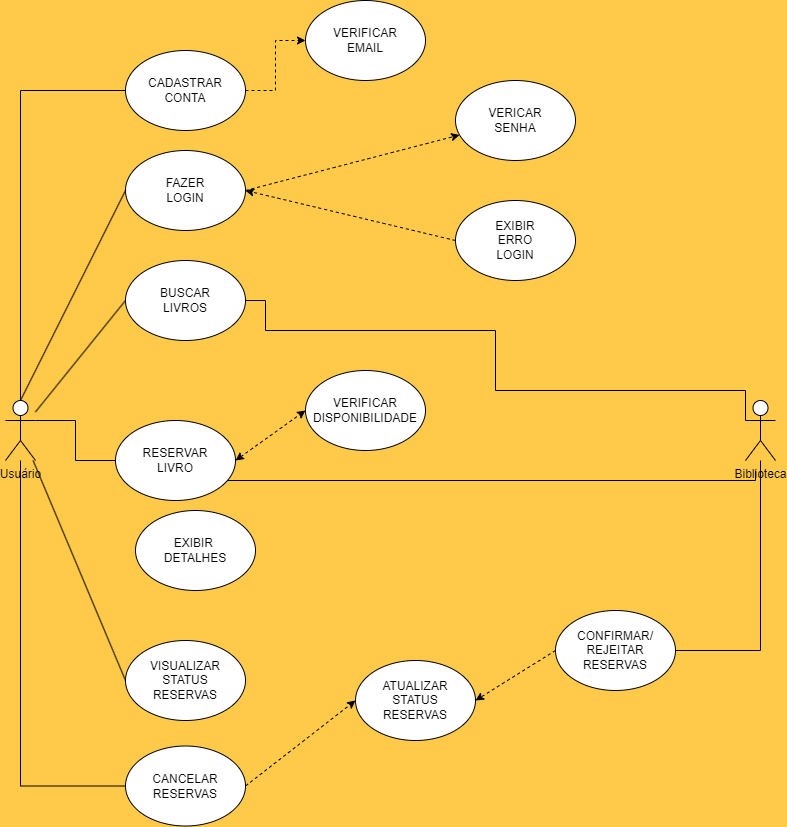 VERIFICAR
EMAIL
CADASTRAR
CONTA
VERICAR
SENHA
FAZER
LOGIN
EXIBIR
ERRO
LOGIN
BUSCAR
LIVROS
VERIFICAR
DISPONIBILIDADE
RESERVAR
LIVRO
Usuário
Biblioteca
EXIBIR
DETALHES
CONFIRMAR/
REJEITAR
RESERVAS
VISUALIZAR
STATUS
RESERVAS
ATUALIZAR
STATUS
RESERVAS
CANCELAR
RESERVAS